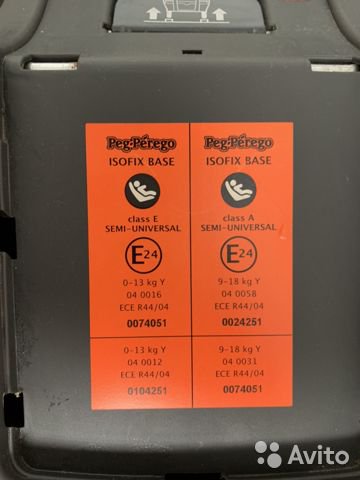 Peg-Pérego
ISOFIX BASE
class E
SEMI-UNIVERSAL
E24
0-13 kg Y
04 0016
ECE R44/04
0074051
0-13 kg Y
04 0012
ECE R44/04
0104251
Peg-Pérego
ISOFIX BASE
class A
SEMI-UNIVERSAL
E24
9-18 kg Y
04 0058
ECE R44/04
0024251
9-18 kg Y
04 0031
ECE R44/04
0074051
Avito